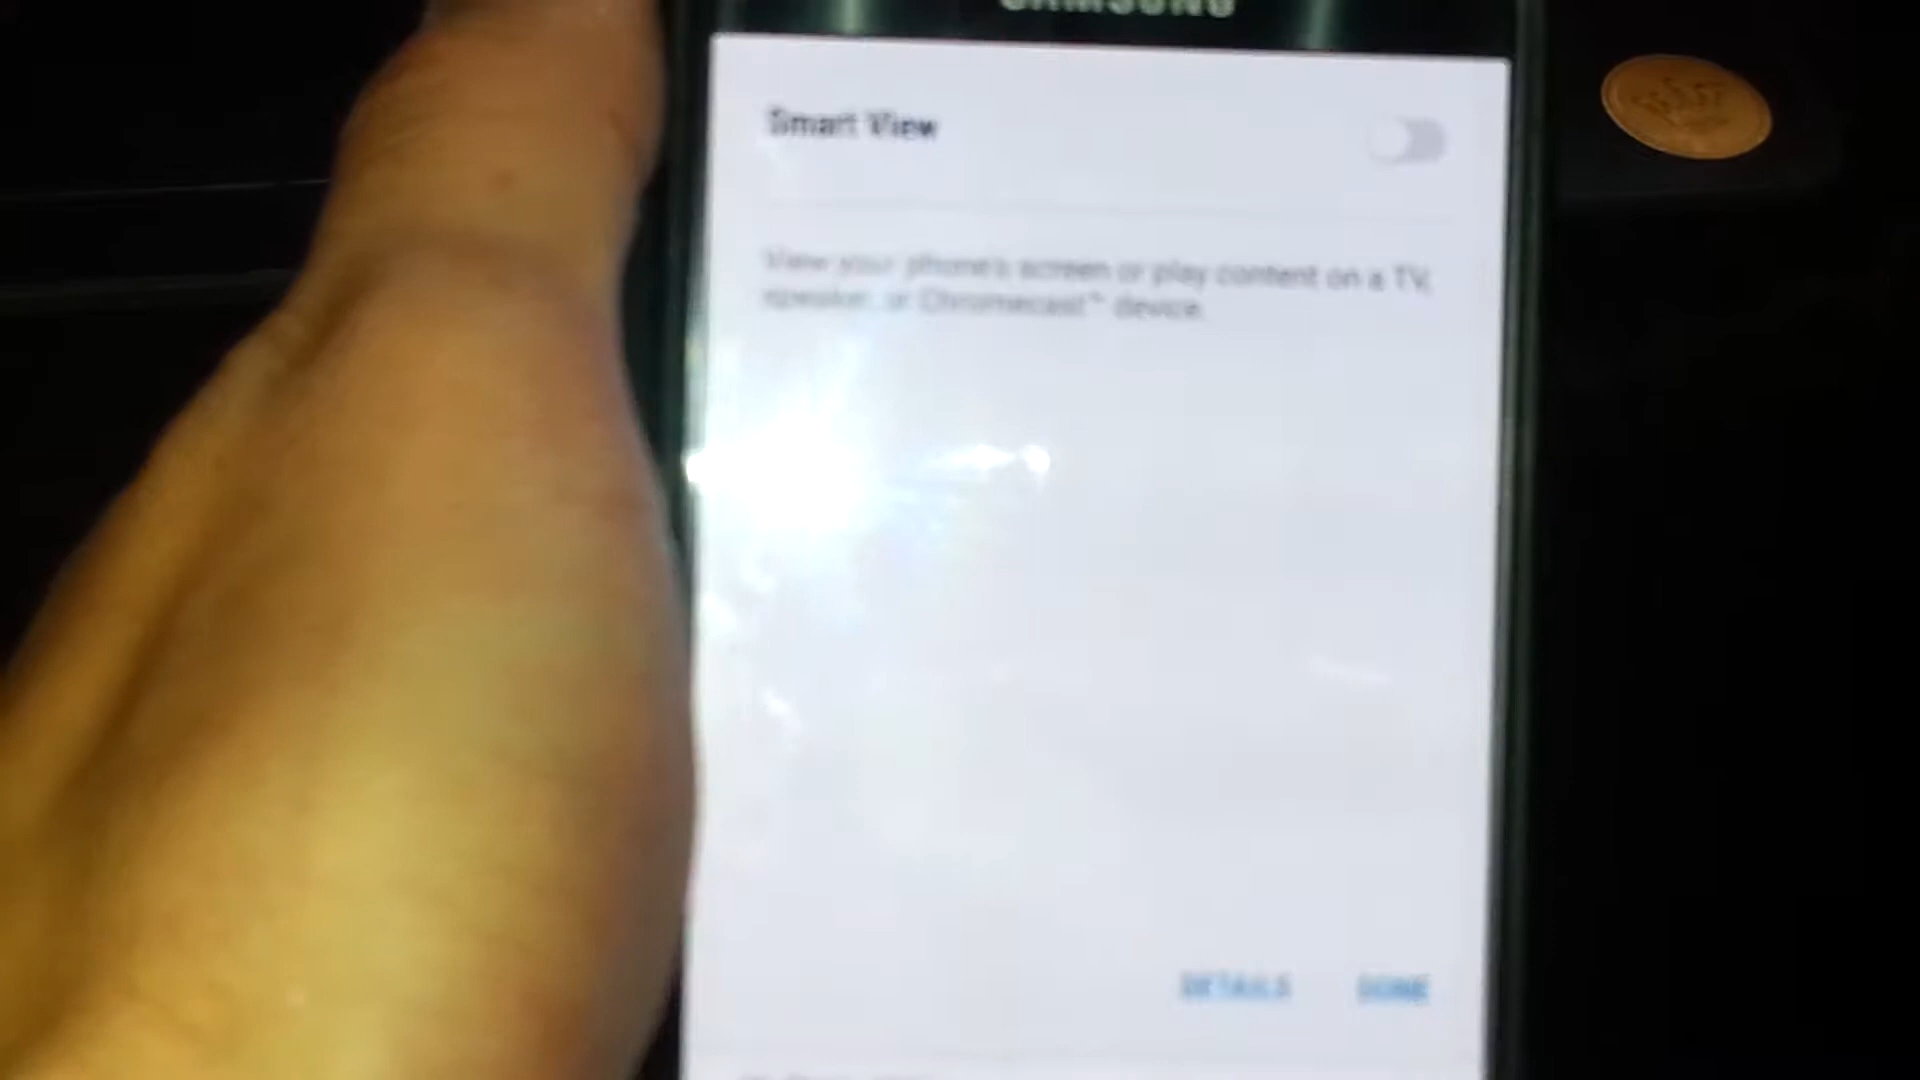 SAMSUNG
Smart View
View your phone's screen or play content on a TV,
speaker, or Chromecast™ device.
DETAILS DONE